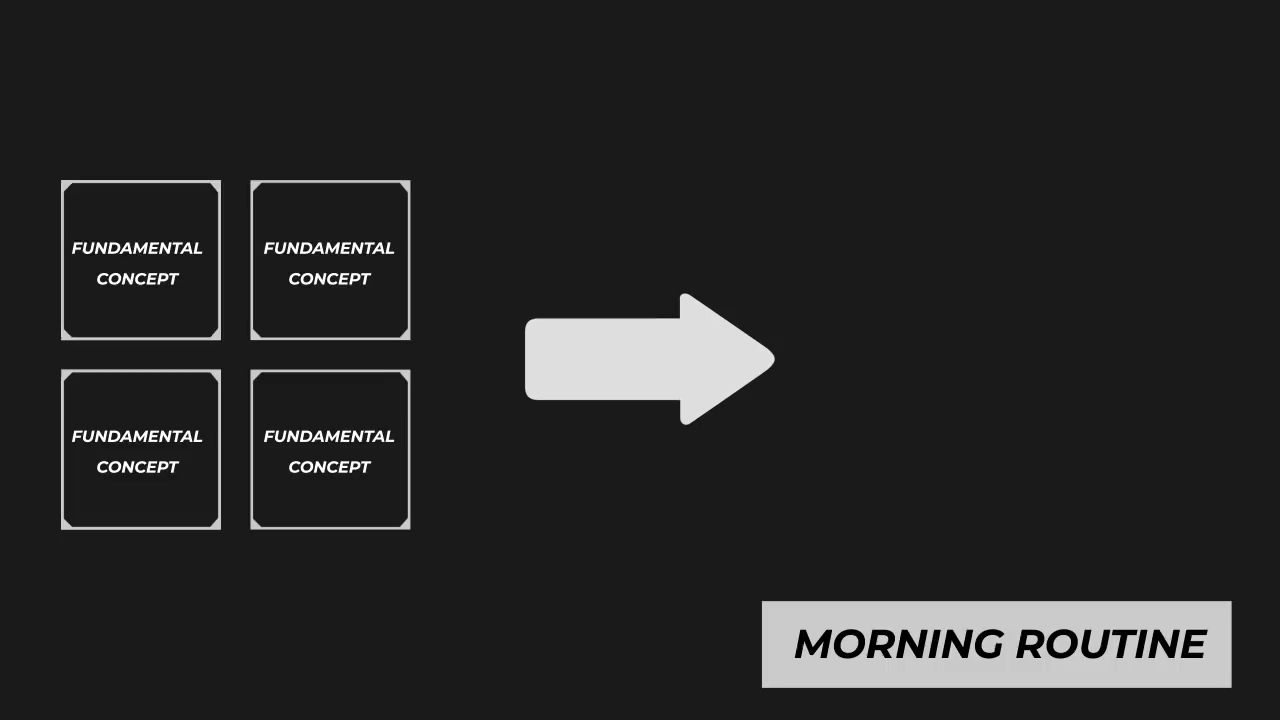 FUNDAMENTAL
CONCEPT
FUNDAMENTAL
CONCEPT
FUNDAMENTAL
CONCEPT
FUNDAMENTAL
CONCEPT
MORNING ROUTINE